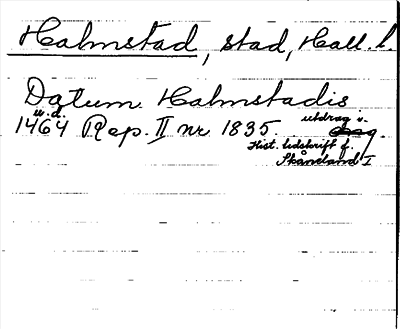 Halmstad, stad, Hall. l.
Datum Halmstadis
u.d.
1464 Rep. II nr 1835. utdrag i.
Hist. tidskrift f.
Skåneland I